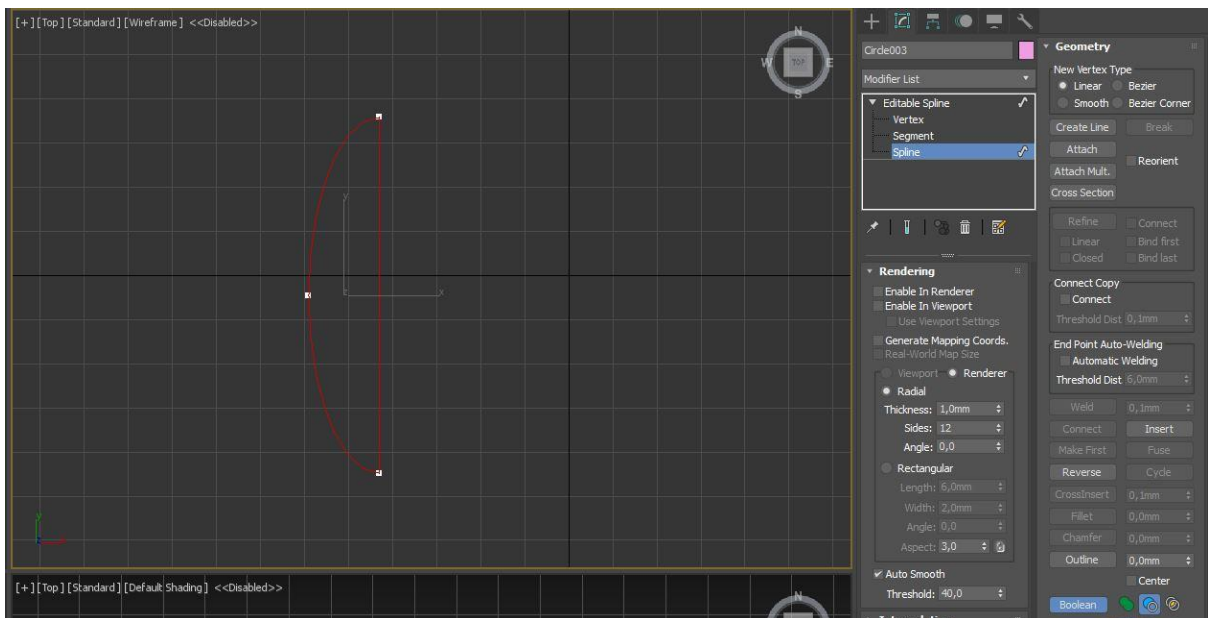 [+][Top][Standard][Wireframe] <<Disabled>>
N
W TOP E
S
y
z x
y
[+][Top][Standard][Default Shading] <<Disabled>>
N
Circle003
Modifier List
Editable Spline
Vertex
Segment
Spline
Rendering
Enable In Renderer
Enable In Viewport
Use Viewport Settings
Generate Mapping Coords.
Real-World Map Size
Viewport Renderer
Radial
Thickness: 1,0mm
Sides: 12
Angle: 0,0
Rectangular
Length: 6,0mm
Width: 2,0mm
Angle: 0,0
Aspect: 3,0
Auto Smooth
Threshold: 40,0
Geometry
New Vertex Type
Linear Bezier
Smooth Bezier Corner
Create Line Break
Attach
Reorient
Attach Mult.
Cross Section
Refine Connect
Linear Bind first
Closed Bind last
Connect Copy
Connect
Threshold Dist 0,1mm
End Point Auto-Welding
Automatic Welding
Threshold Dist 6,0mm
Weld 0,1mm
Connect Insert
Make First Fuse
Reverse Cycle
CrossInsert 0,1mm
Fillet 0,0mm
Chamfer 0,0mm
Outline 0,0mm
Center
Boolean